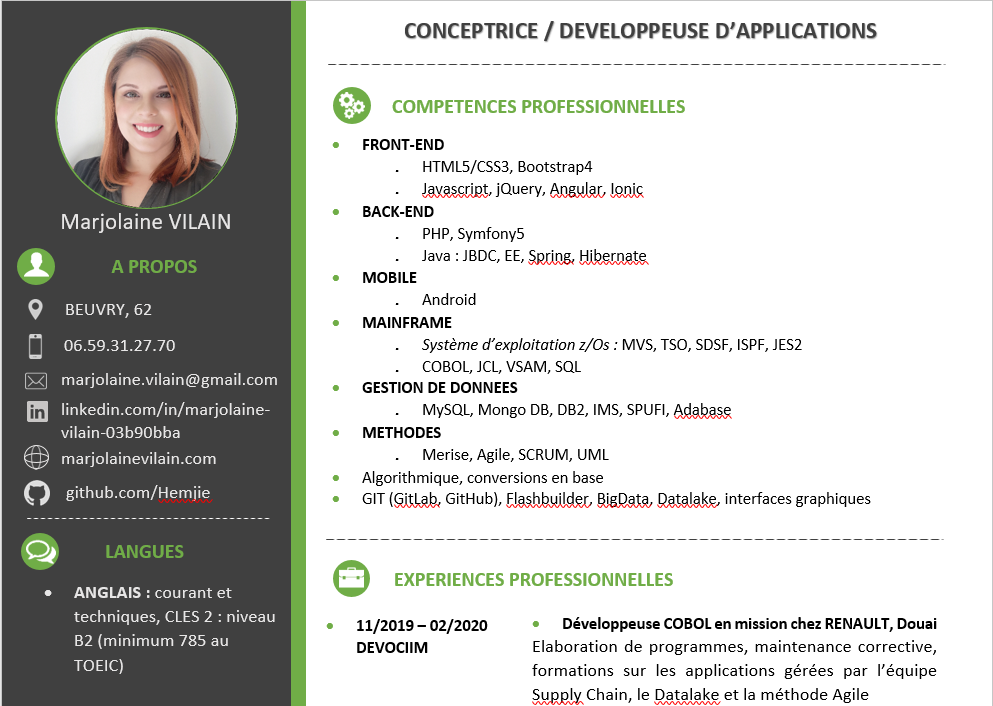 Marjolaine VILAIN
A PROPOS
BEUVRY, 62
06.59.31.27.70
marjolaine.vilain@gmail.com
linkedin.com/in/marjolaine-
vilain-03b90bba
marjolainevilain.com
github.com/Hemjie
LANGUES
ANGLAIS : courant et
techniques, CLES 2 : niveau
B2 (minimum 785 au
TOEIC)
CONCEPTRICE / DEVELOPPEUSE D’APPLICATIONS
COMPETENCES PROFESSIONNELLES
FRONT-END
HTML5/CSS3, Bootstrap4
Javascript, jQuery, Angular, Ionic
BACK-END
PHP, Symfony5
Java : JBDC, EE, Spring, Hibernate
MOBILE
Android
MAINFRAME
Système d’exploitation z/Os : MVS, TSO, SDSF, ISPF, JES2
COBOL, JCL, VSAM, SQL
GESTION DE DONNEES
MySQL, Mongo DB, DB2, IMS, SPUFI, Adabase
METHODES
Merise, Agile, SCRUM, UML
Algorithmique, conversions en base
GIT (GitLab, GitHub), Flashbuilder, BigData, Datalake, interfaces graphiques
EXPERIENCES PROFESSIONNELLES
11/2019 – 02/2020
DEVOCIIM
Développeuse COBOL en mission chez RENAULT, Douai
Elaboration de programmes, maintenance corrective,
formations sur les applications gérées par l’équipe
Supply Chain, le Datalake et la méthode Agile